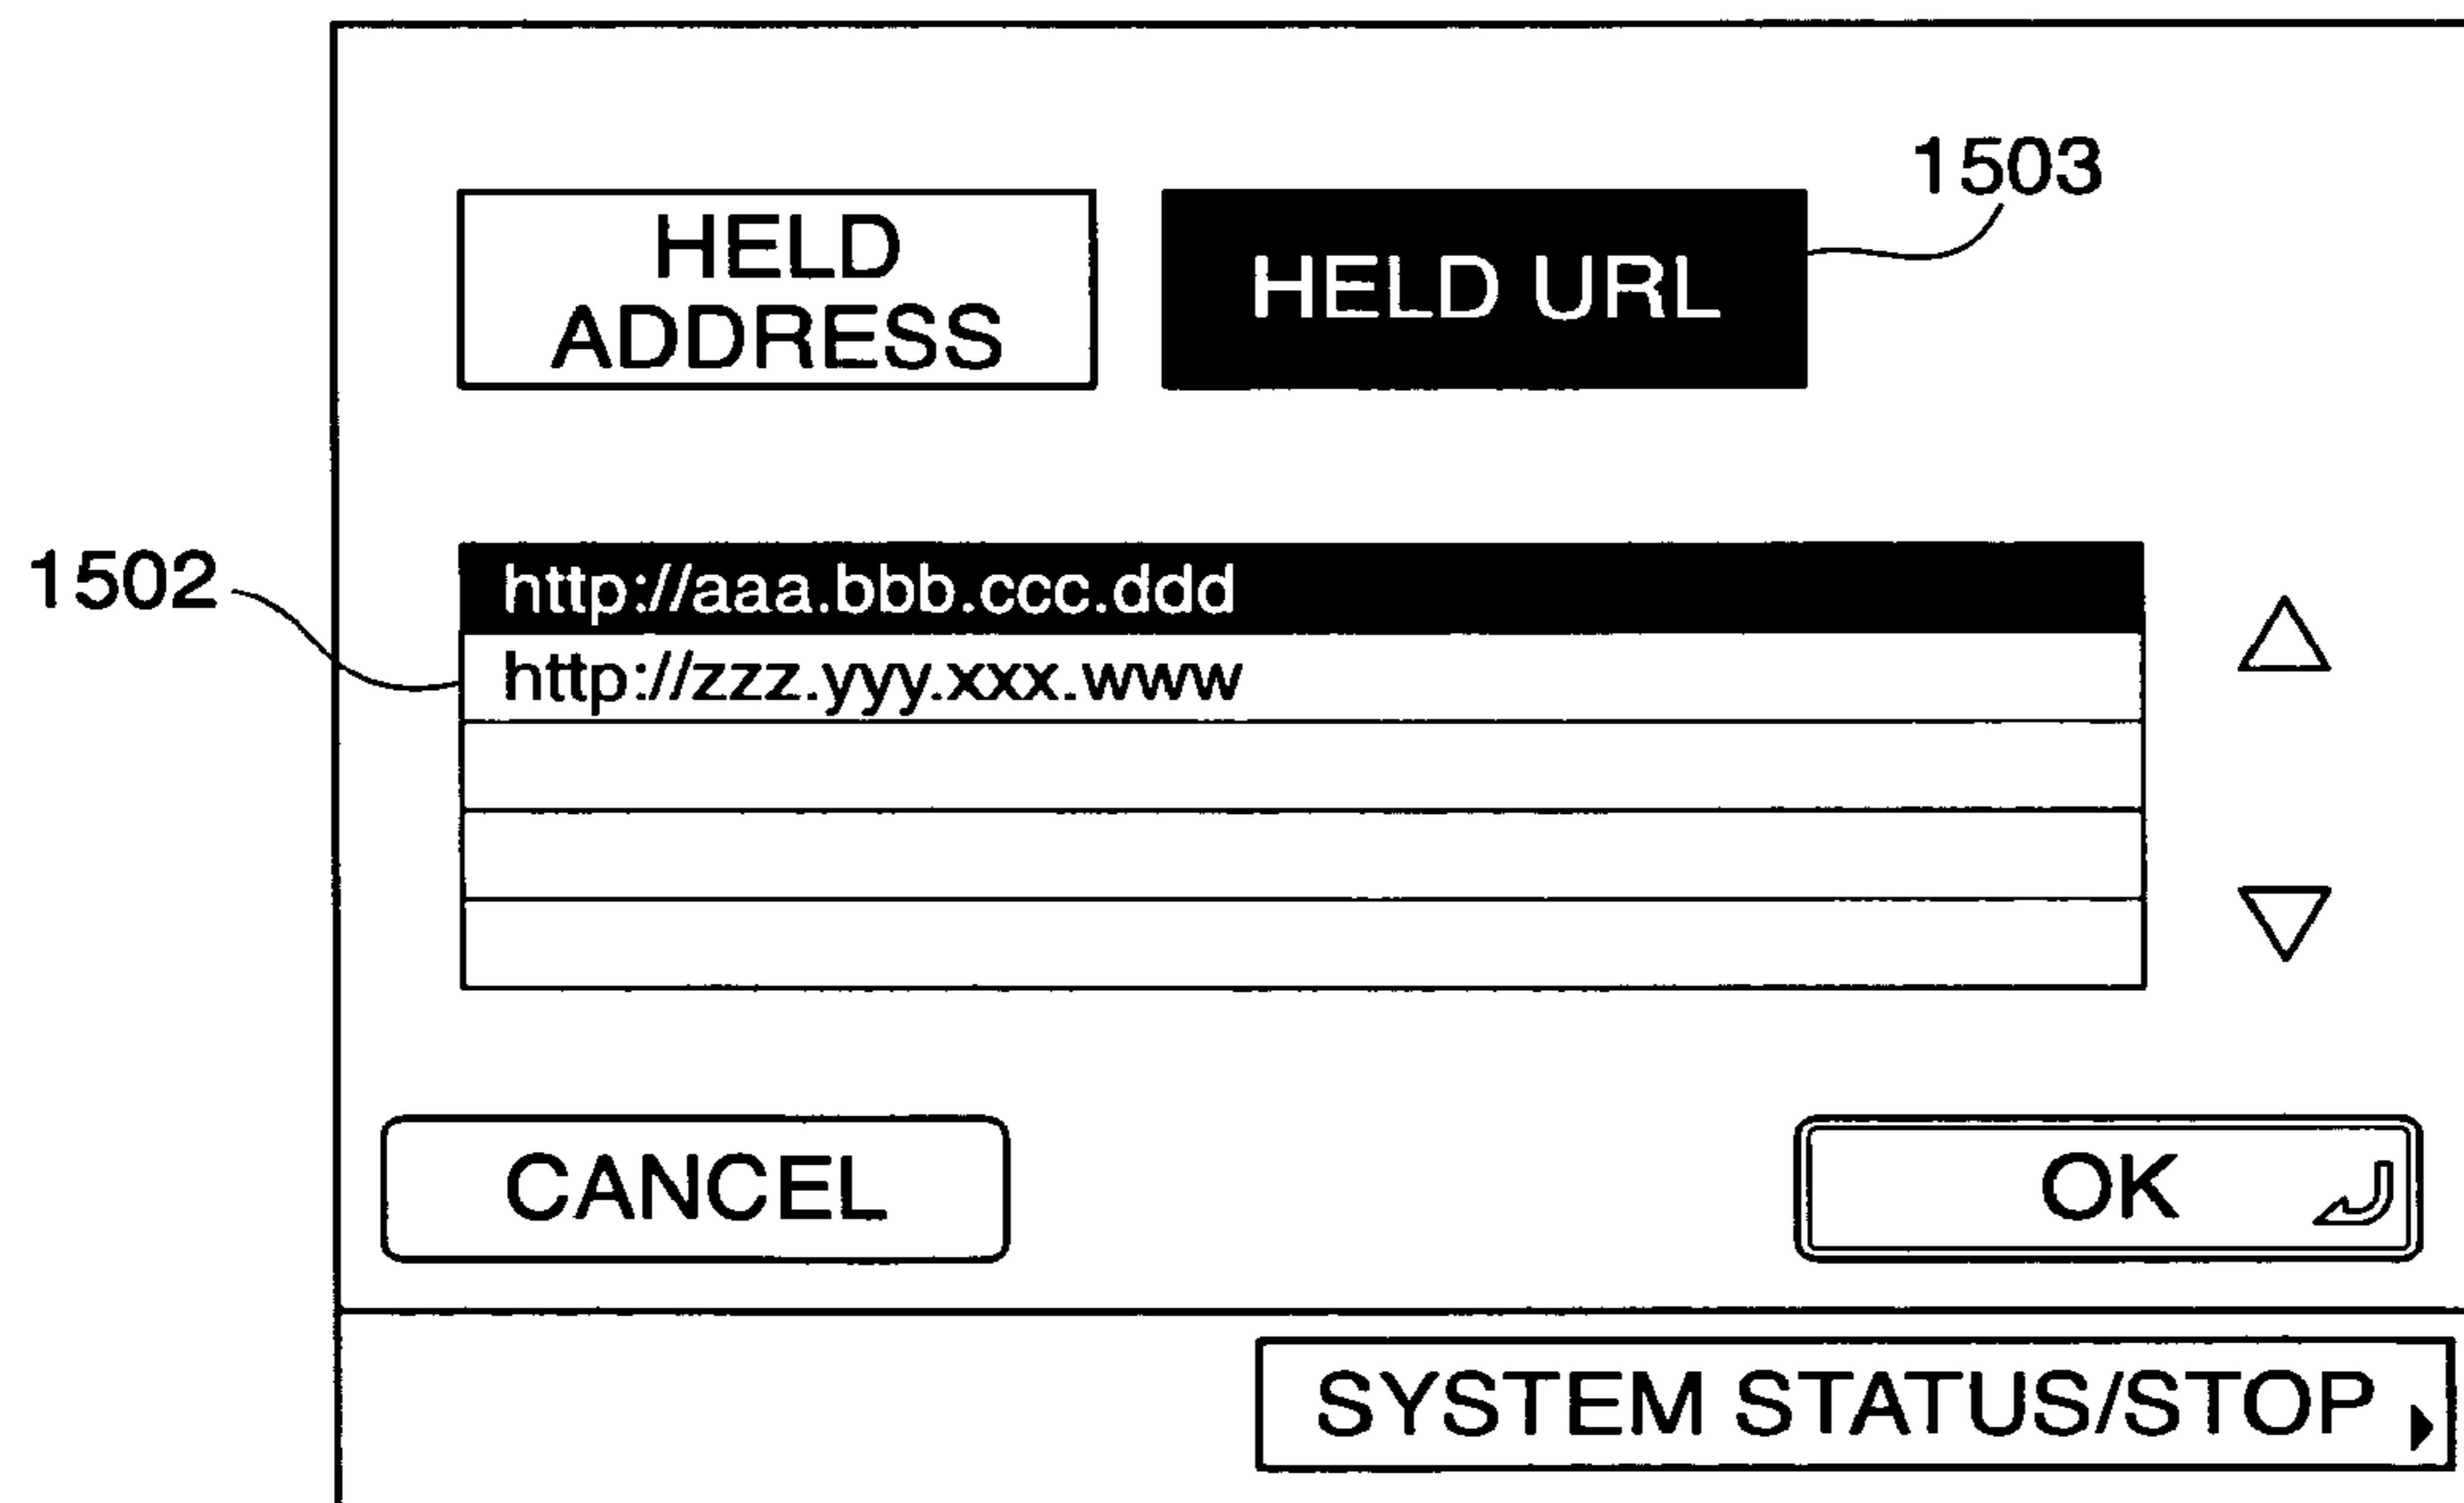 1503
HELD
ADDRESS
HELD URL
1502
http://aaa.bbb.ccc.ddd
http://zzz.yyy.xxx.www
CANCEL
OK
SYSTEM STATUS/STOP